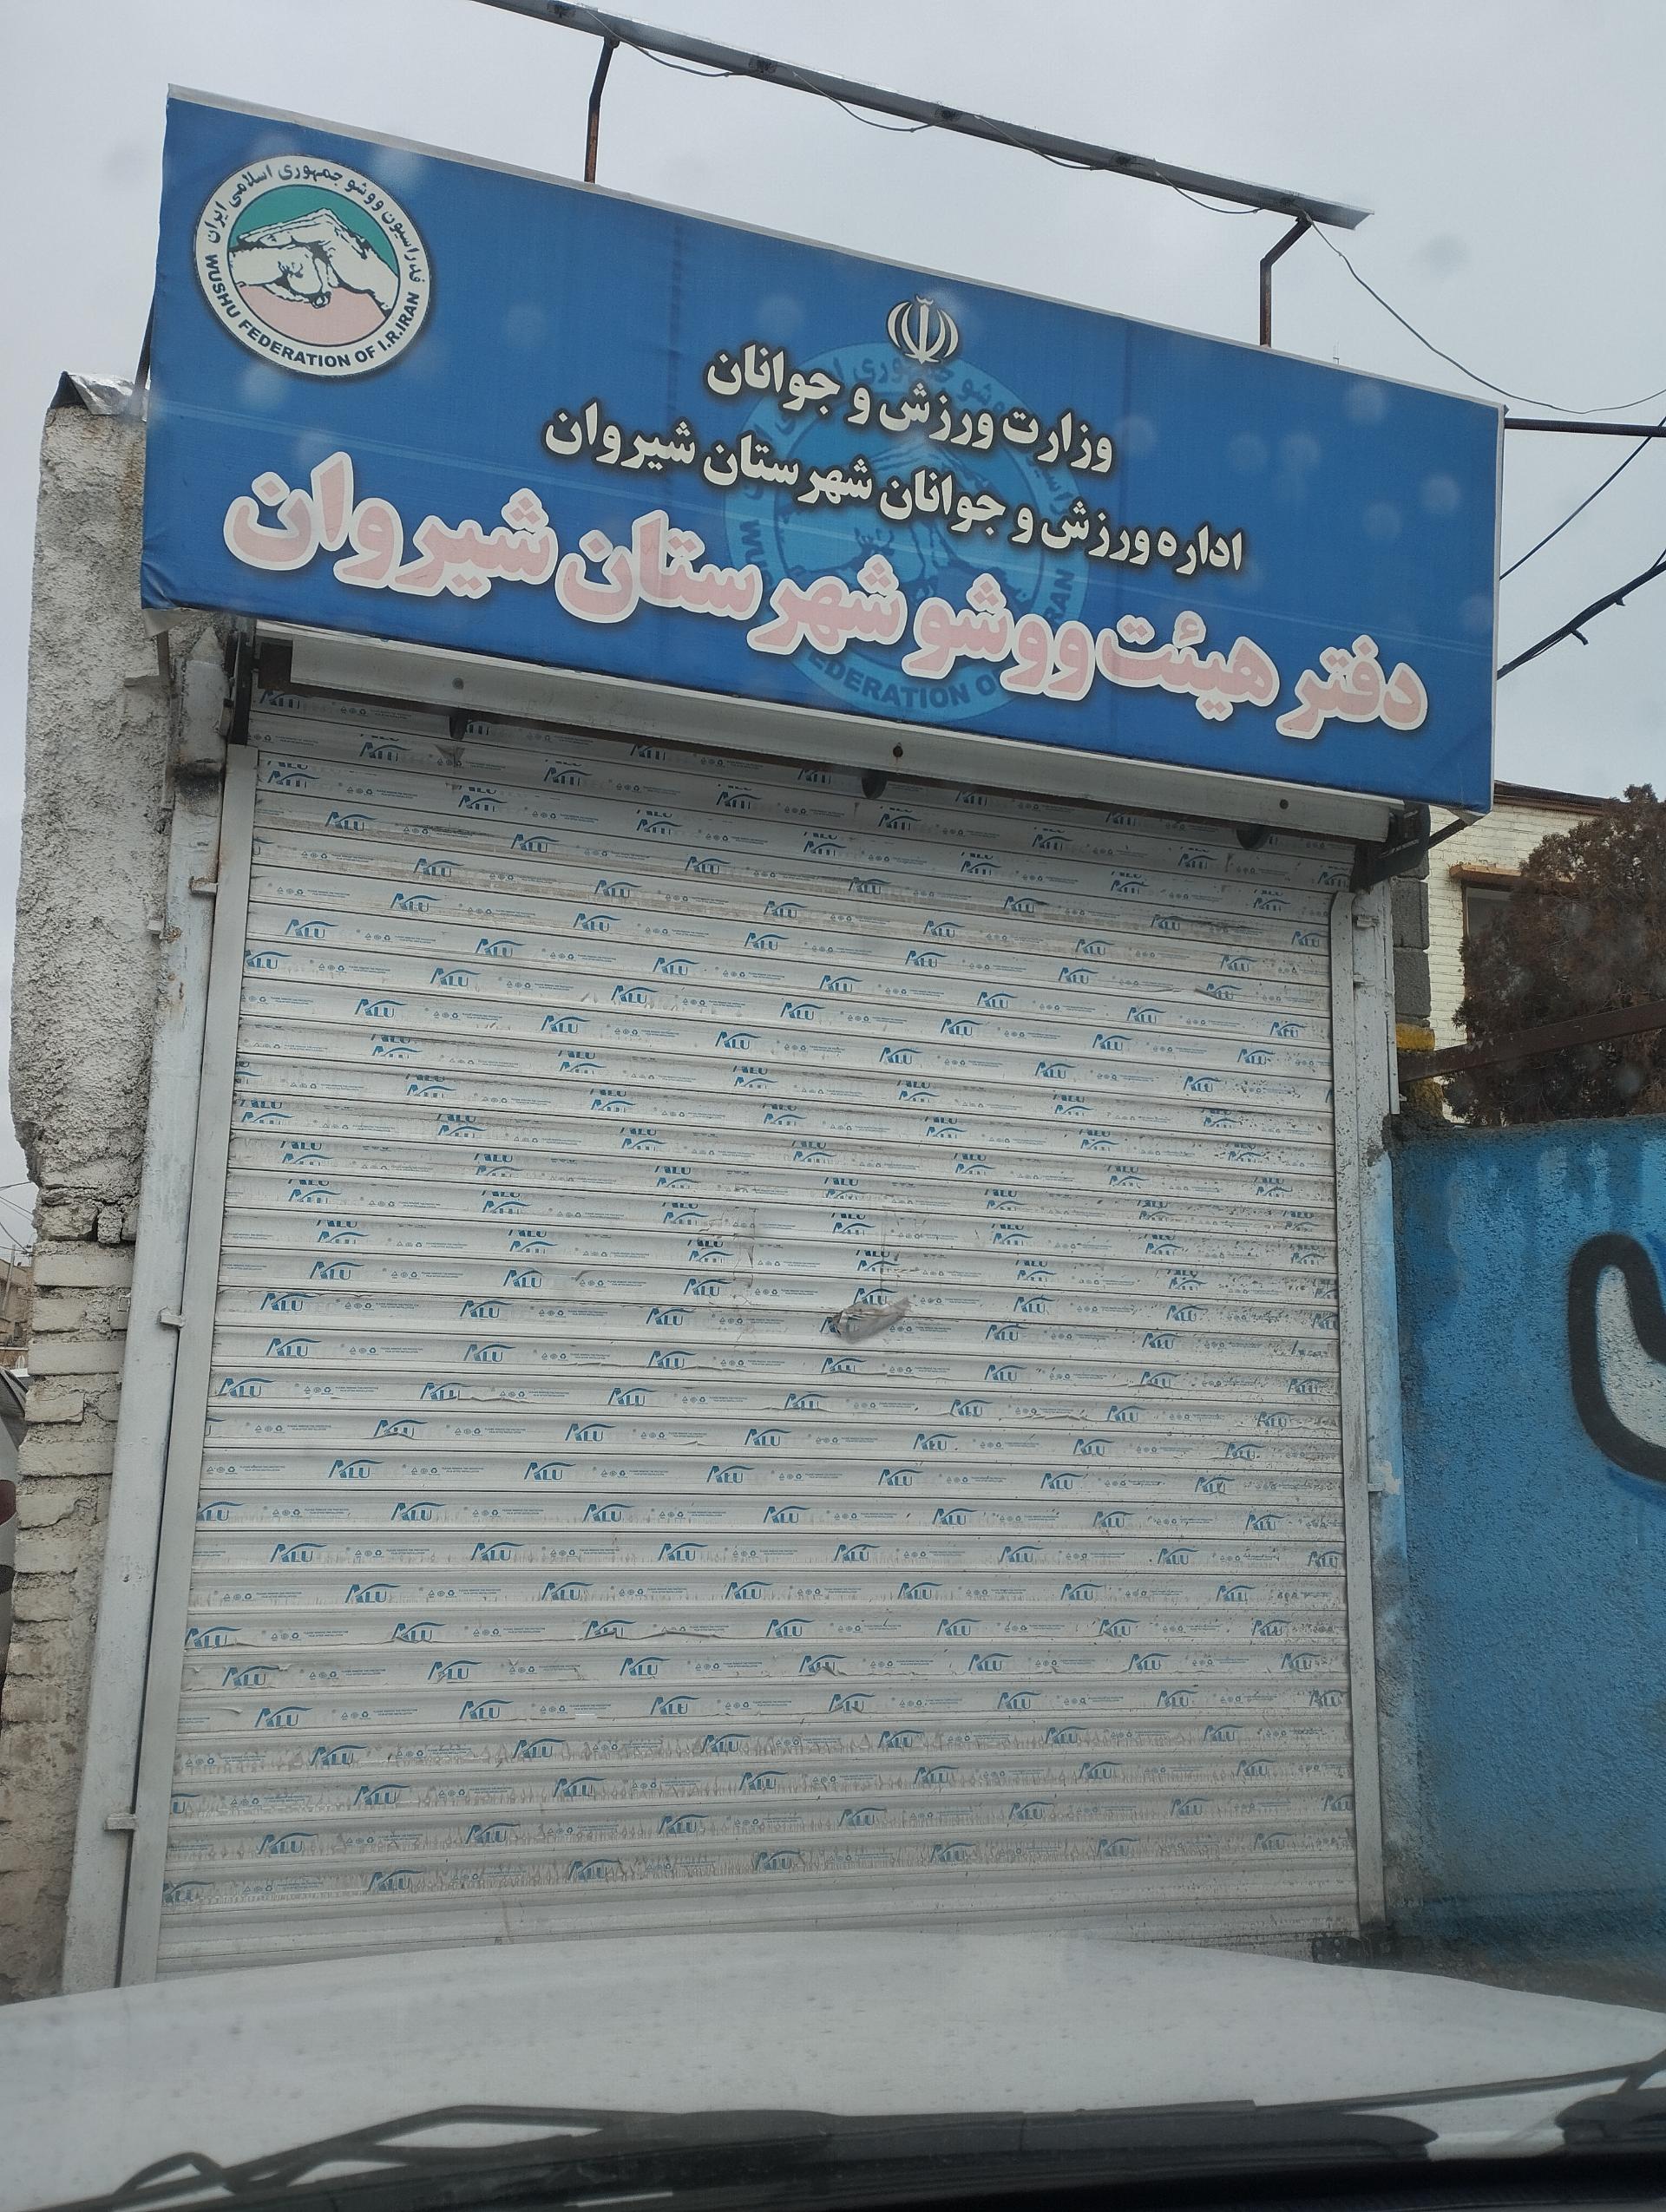 فدراسیون ووشو جمهوری اسلامی ایران
WUSHU FEDERATION OF I.R.IRAN
وزارت ورزش و جوانان
اداره ورزش و جوانان شهرستان شیروان
دفتر هیئت ووشو شهرستان شیروان
ALU